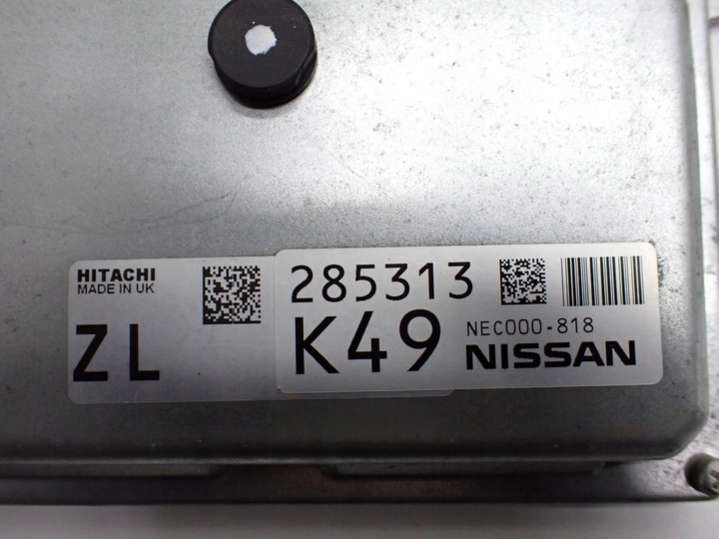 HITACHI
MADE IN UK
ZL
285313
K49
NEC000-818
NISSAN